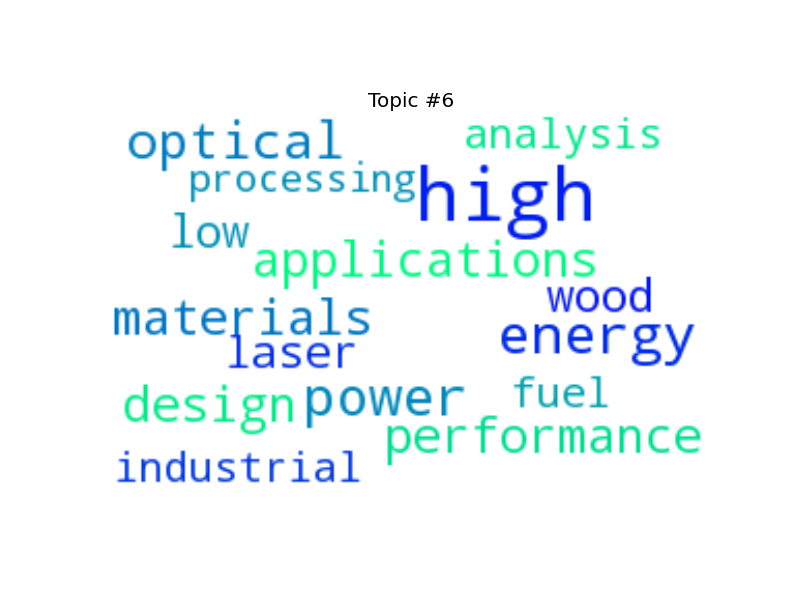 Topic #6
optical
analysis
processing
high
low
applications
wood
materials
energy
laser
fuel
design
power
performance
industrial